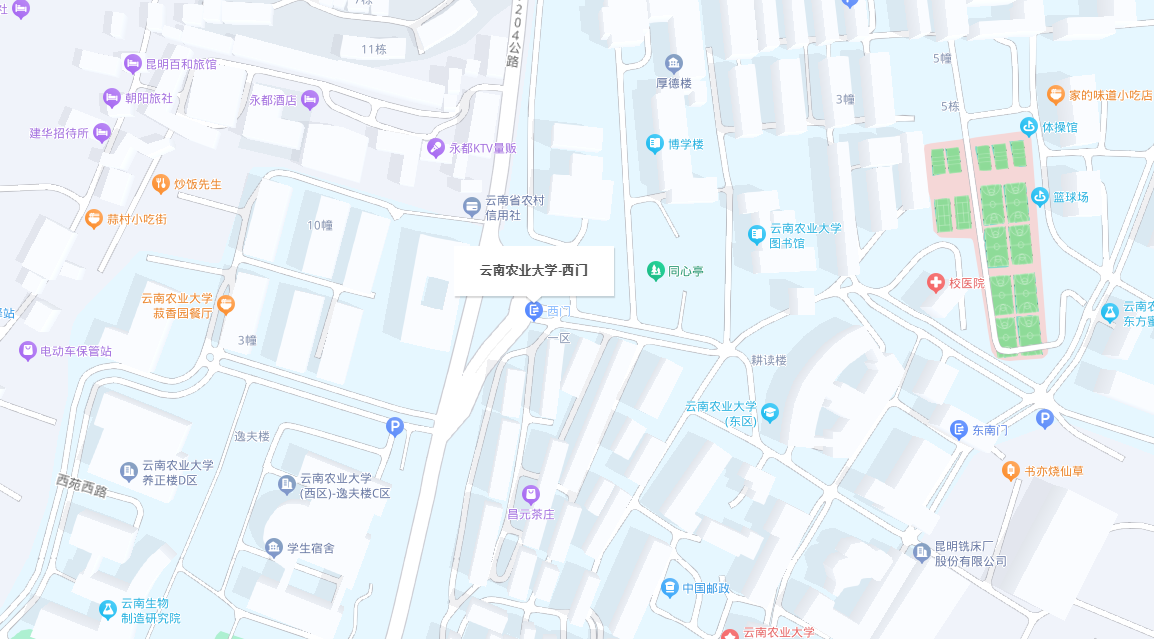 204公路
11栋
昆明百和旅馆
朝阳旅社
永都酒店
建华招待所
永都KTV量贩
炒饭先生
蒜村小吃街
10幢
云南省农村
信用社
厚德楼
博学楼
5幢
3幢
5栋
家的味道小吃店
体操馆
篮球场
云南农业大学
图书馆
同心亭
校医院
云南农业大学-西门
西门
一区
云南农业大学
菽香园餐厅
3幢
电动车保管站
耕读楼
云南农业大学
(东区)
东南门
书亦烧仙草
逸夫楼
云南农业大学
养正楼D区
西苑西路
云南农业大学
(西区)-逸夫楼C区
昌元茶庄
学生宿舍
昆明铣床厂
股份有限公司
中国邮政
云南生物
制造研究院
云南农业大学